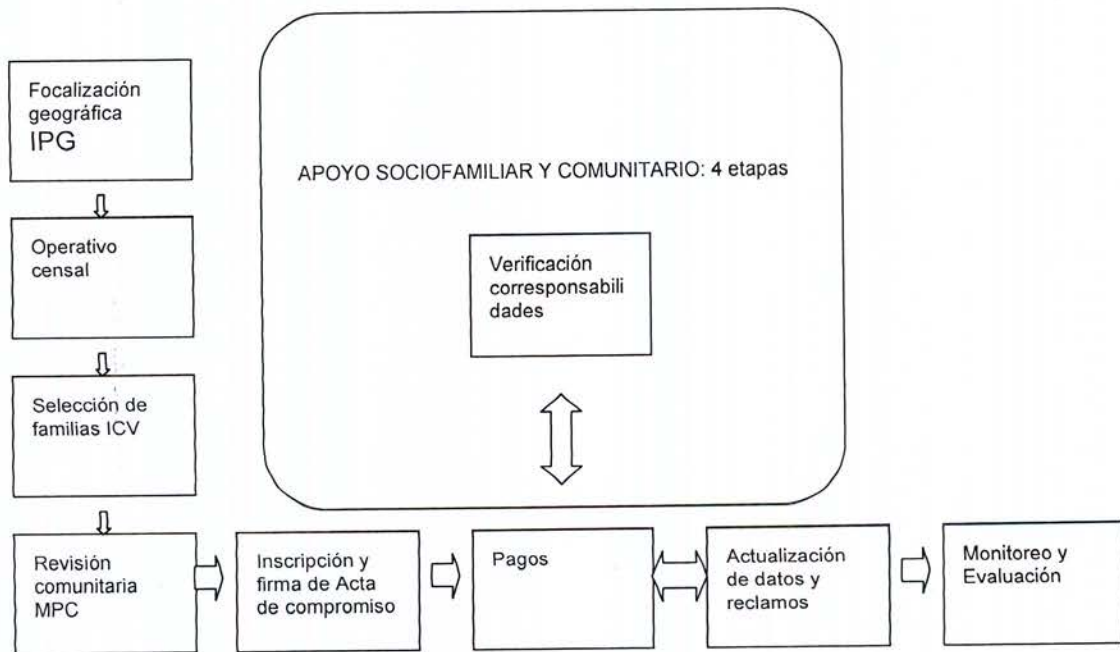 Focalización
geográfica
IPG
APOYO SOCIOFAMILIAR Y COMUNITARIO: 4 etapas
Operativo
censal
Verificación
corresponsabili
dades
Selección de
familias ICV
Revisión
comunitaria
MPC
Inscripción y
firma de Acta
de compromiso
Pagos
Actualización
de datos y
reclamos
Monitoreo y
Evaluación